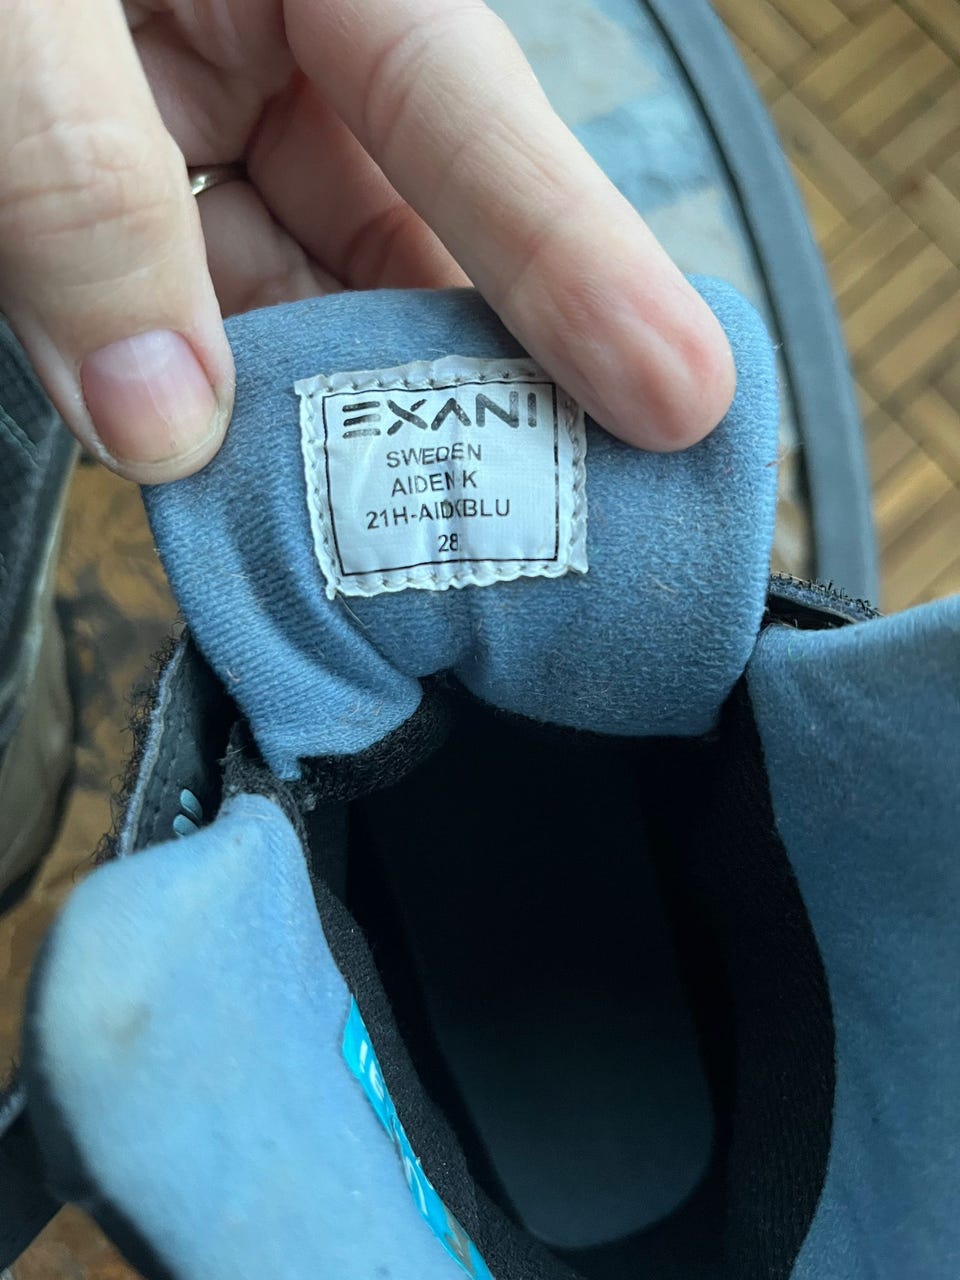 EXANI
SWEDEN
AIDEN K
21H-AIDKBLU
28